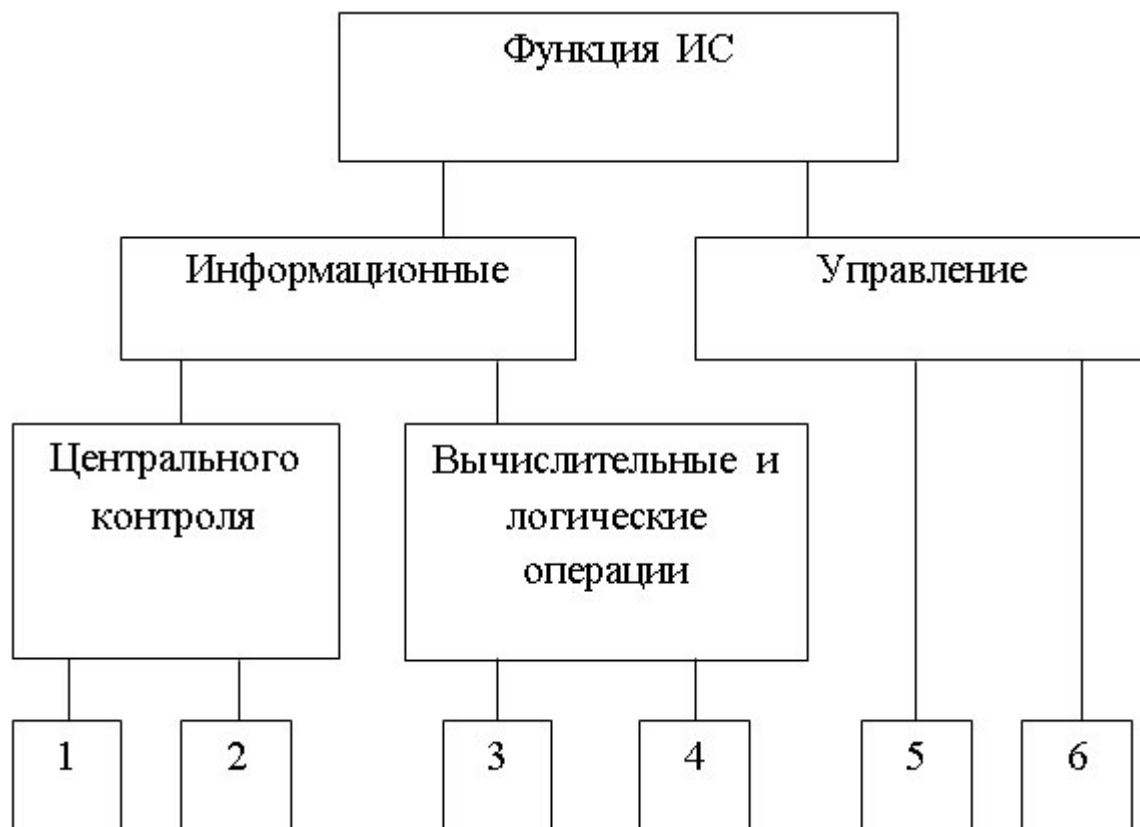 Функция ИС
Информационные
Управление
Центрального
контроля
Вычислительные и
логические
операции
1
2
3
4
5
6